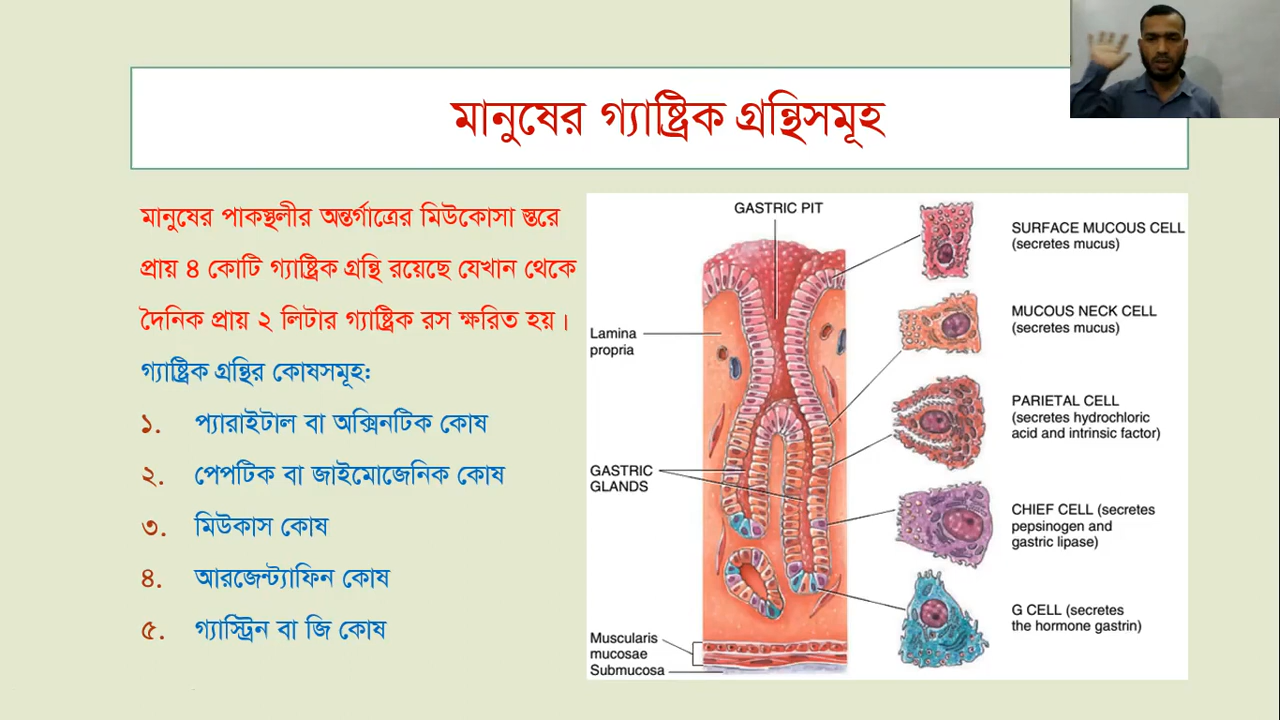 মানুষের গ্যাষ্ট্রিক গ্রন্থিসমূহ
মানুষের পাকস্থলীর অন্তর্গাত্রের মিউকোসা স্তরে
প্রায় ৪ কোটি গ্যাষ্ট্রিক গ্রন্থি রয়েছে যেখান থেকে
দৈনিক প্রায় ২ লিটার গ্যাষ্ট্রিক রস ক্ষরিত হয়।
গ্যাষ্ট্রিক গ্রন্থির কোষসমূহ:
১. প্যারাইটাল বা অক্সিনটিক কোষ
২. পেপটিক বা জাইমোজেনিক কোষ
৩. মিউকাস কোষ
৪. আরজেন্ট্যাফিন কোষ
৫. গ্যাস্ট্রিন বা জি কোষ
GASTRIC PIT
Lamina
propria
GASTRIC
GLANDS
Muscularis
mucosae
Submucosa
SURFACE MUCOUS CELL
(secretes mucus)
MUCOUS NECK CELL
(secretes mucus)
PARIETAL CELL
(secretes hydrochloric
acid and intrinsic factor)
CHIEF CELL (secretes
pepsinogen and
gastric lipase)
G CELL (secretes
the hormone gastrin)